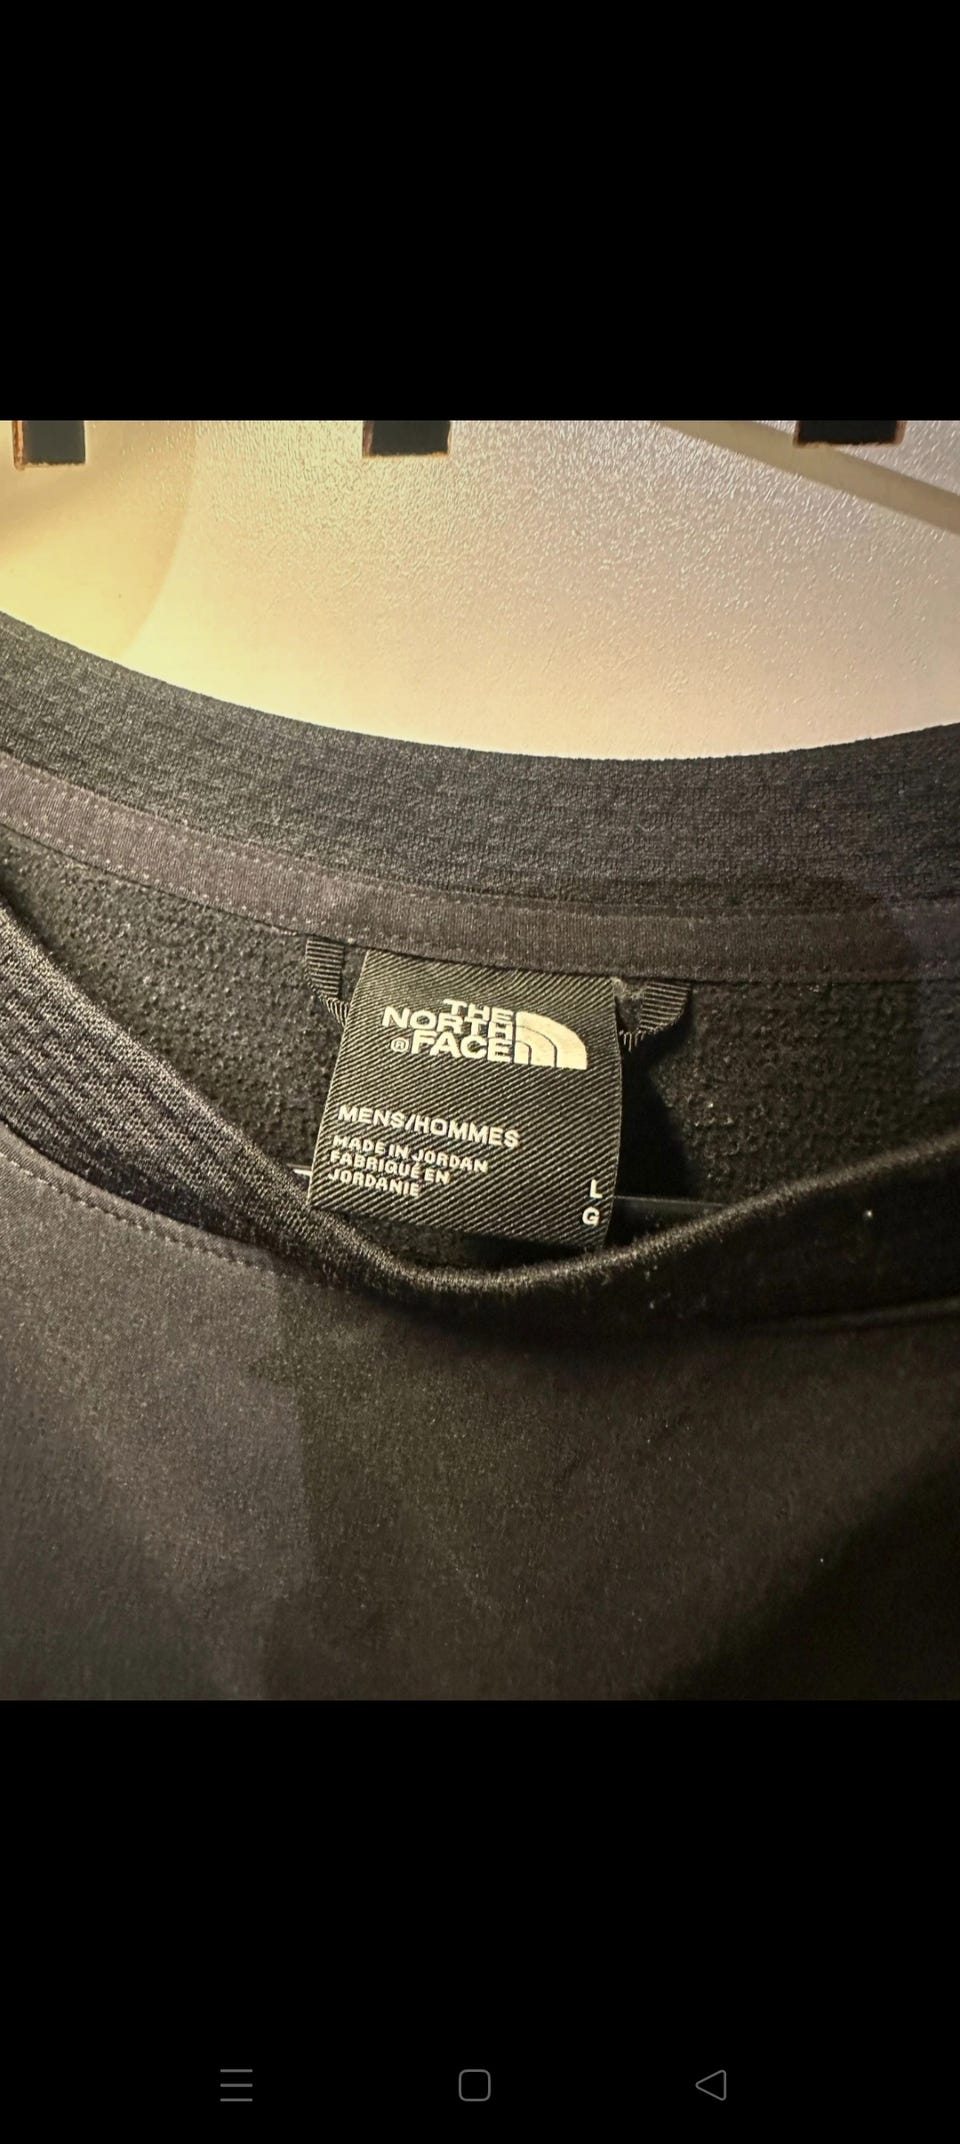 THE
NORTH
®FACE
MENS/HOMMES
MADE IN JORDAN
FABRIQUÉ EN
JORDANIE
L
G